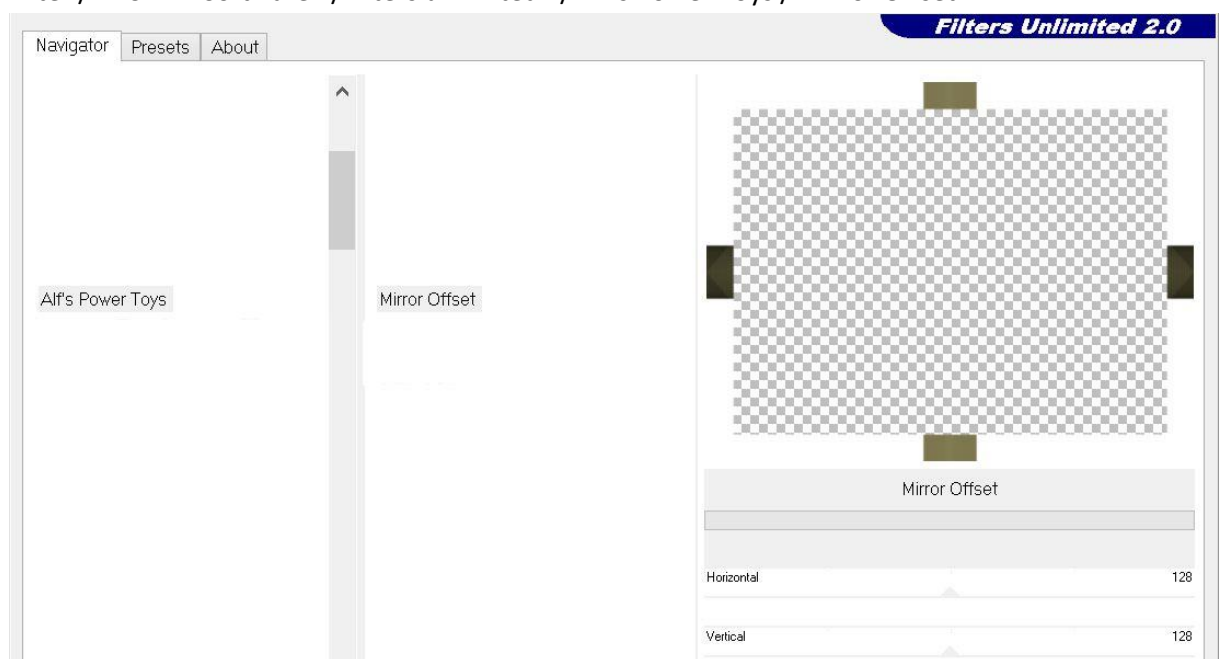 Filters Unlimited 2.0
Navigator Presets About
Alf's Power Toys
Mirror Offset
Mirror Offset
Horizontal 128
Vertical 128